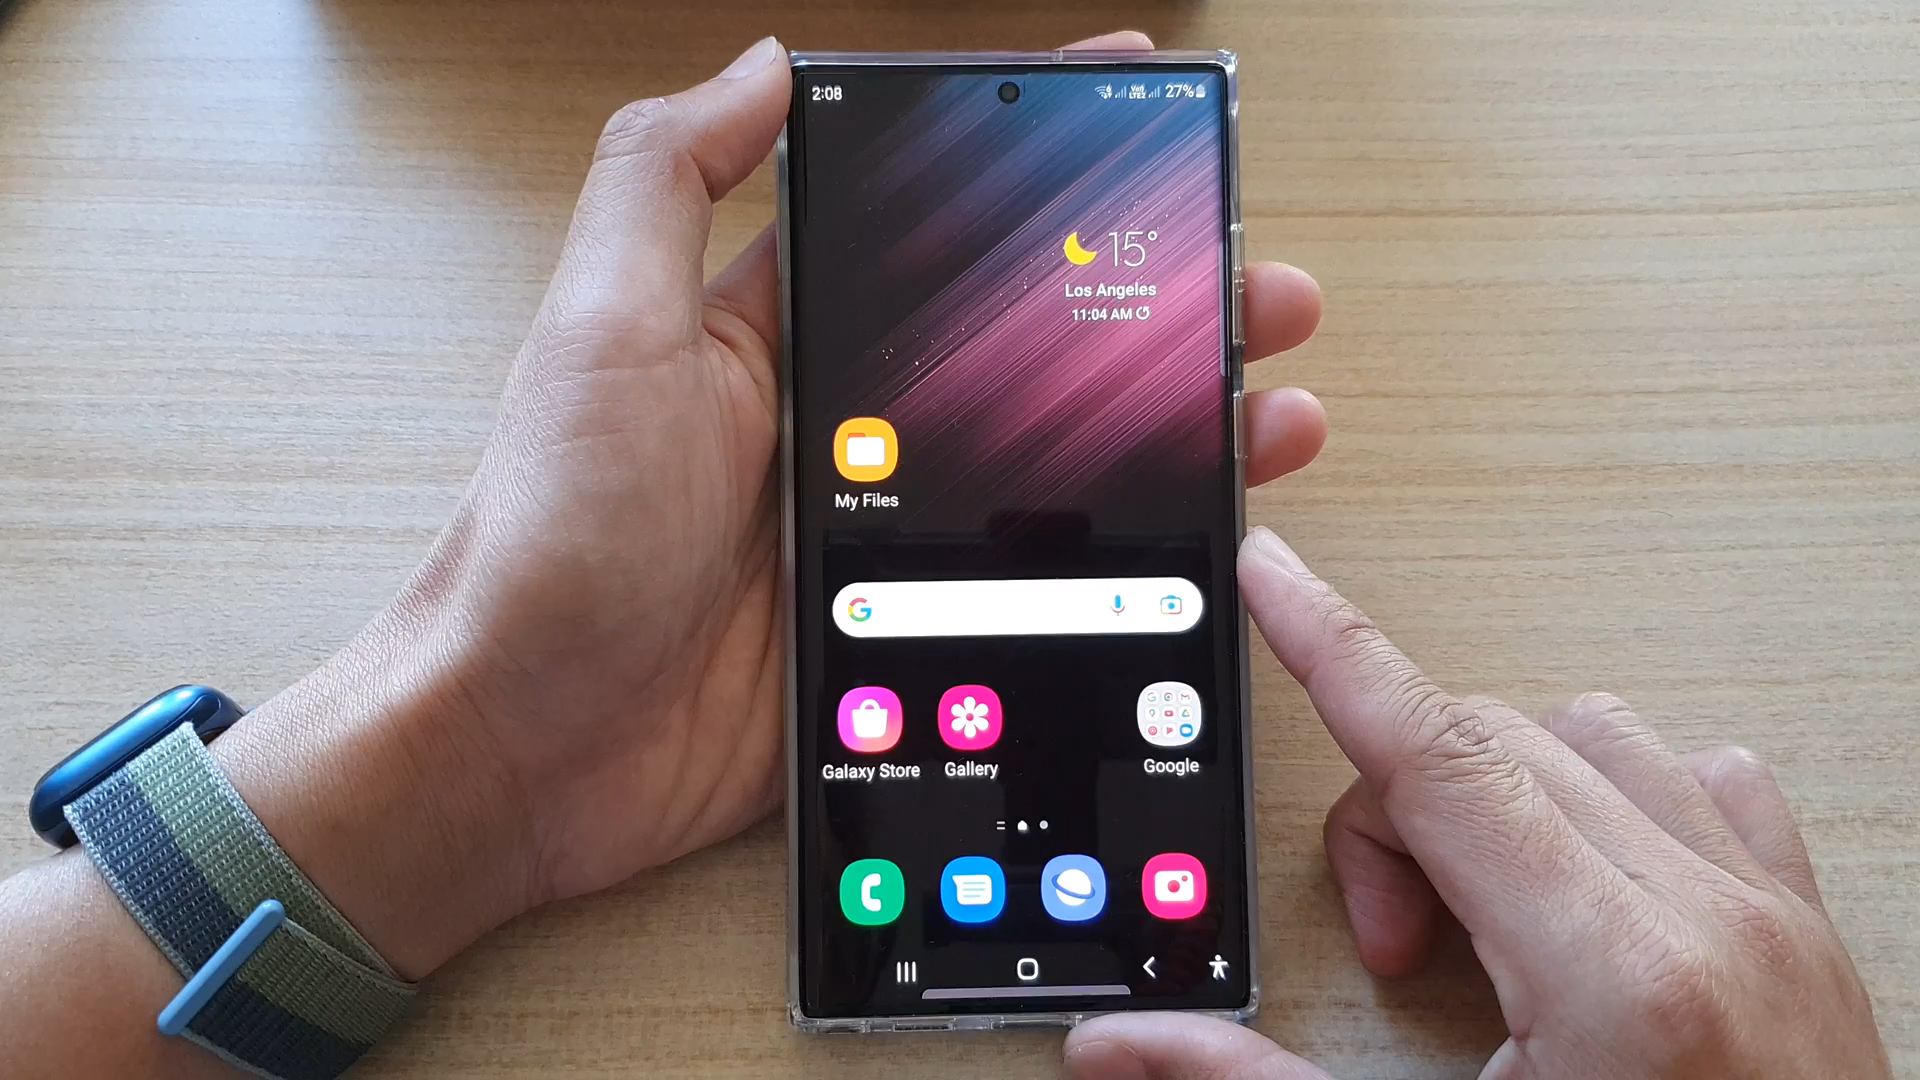 2:08
27%
15°
Los Angeles
11:04 AM
My Files
G
Galaxy Store
Gallery
Google